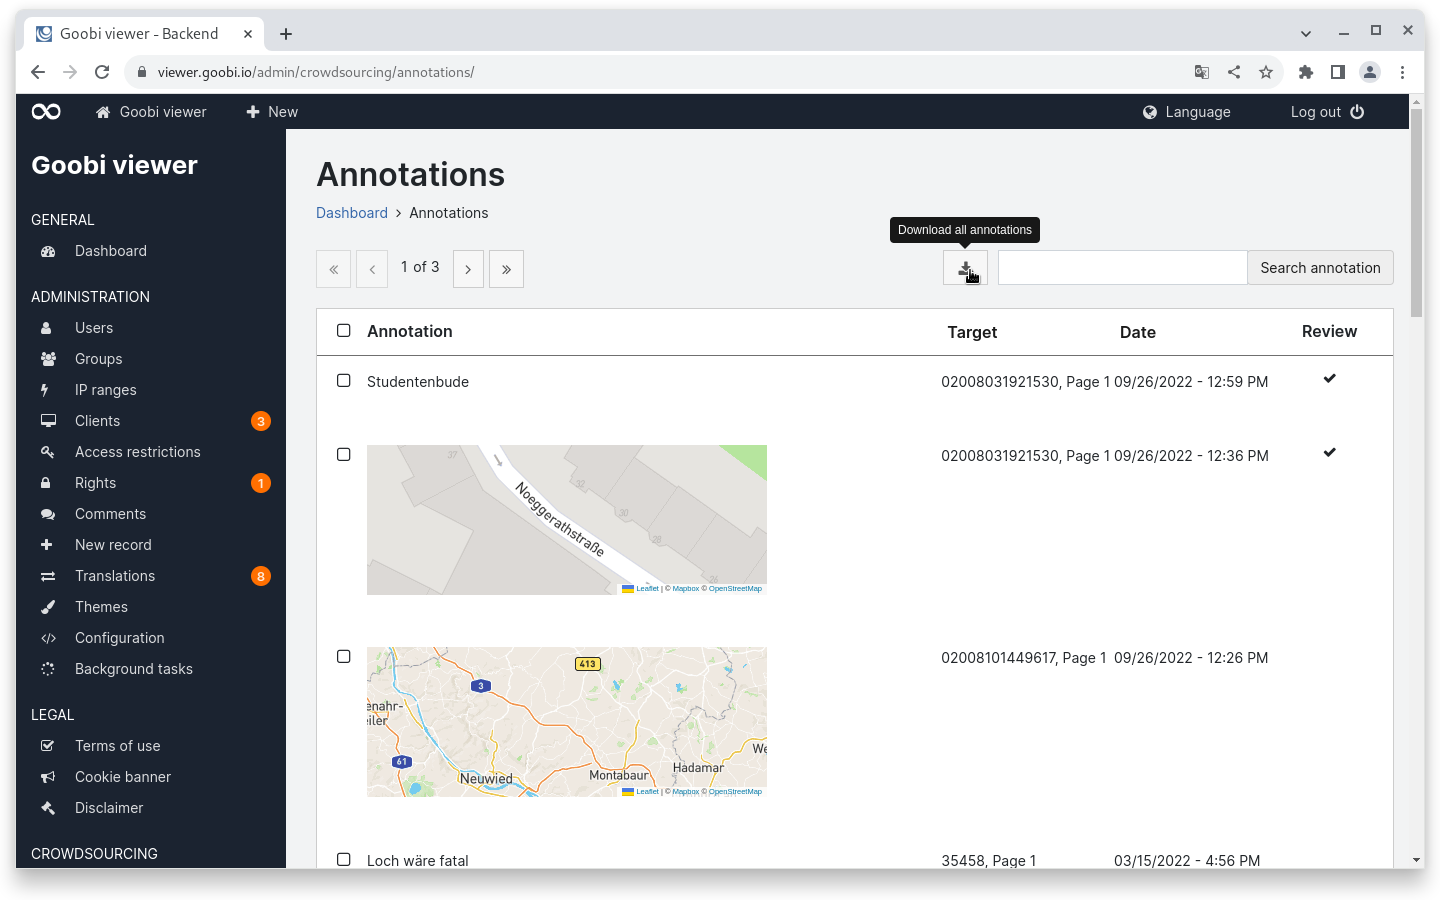 Goobi viewer - Backend
viewer.goobi.io/admin/crowdsourcing/annotations/
Goobi viewer
New
Language
Log out
Goobi viewer
GENERAL
Dashboard
ADMINISTRATION
Users
Groups
IP ranges
Clients 3
Access restrictions
Rights 1
Comments
New record
Translations 8
Themes
Configuration
Background tasks
LEGAL
Terms of use
Cookie banner
Disclaimer
CROWDSOURCING
Annotations
Dashboard > Annotations
Download all annotations
« ‹ 1 of 3 › »
Search annotation
Annotation Target Date Review
Studentenbude 02008031921530, Page 1 09/26/2022 - 12:59 PM
02008031921530, Page 1 09/26/2022 - 12:36 PM
37
52
Noeggerathstraße
30
28
26
Leaflet | © Mapbox © OpenStreetMap
02008101449617, Page 1 09/26/2022 - 12:26 PM
413
3
enahr-
eiler
We
61
Hadamar
Montabaur
Neuwied
Leaflet | © Mapbox © OpenStreetMap
Loch wäre fatal 35458, Page 1 03/15/2022 - 4:56 PM